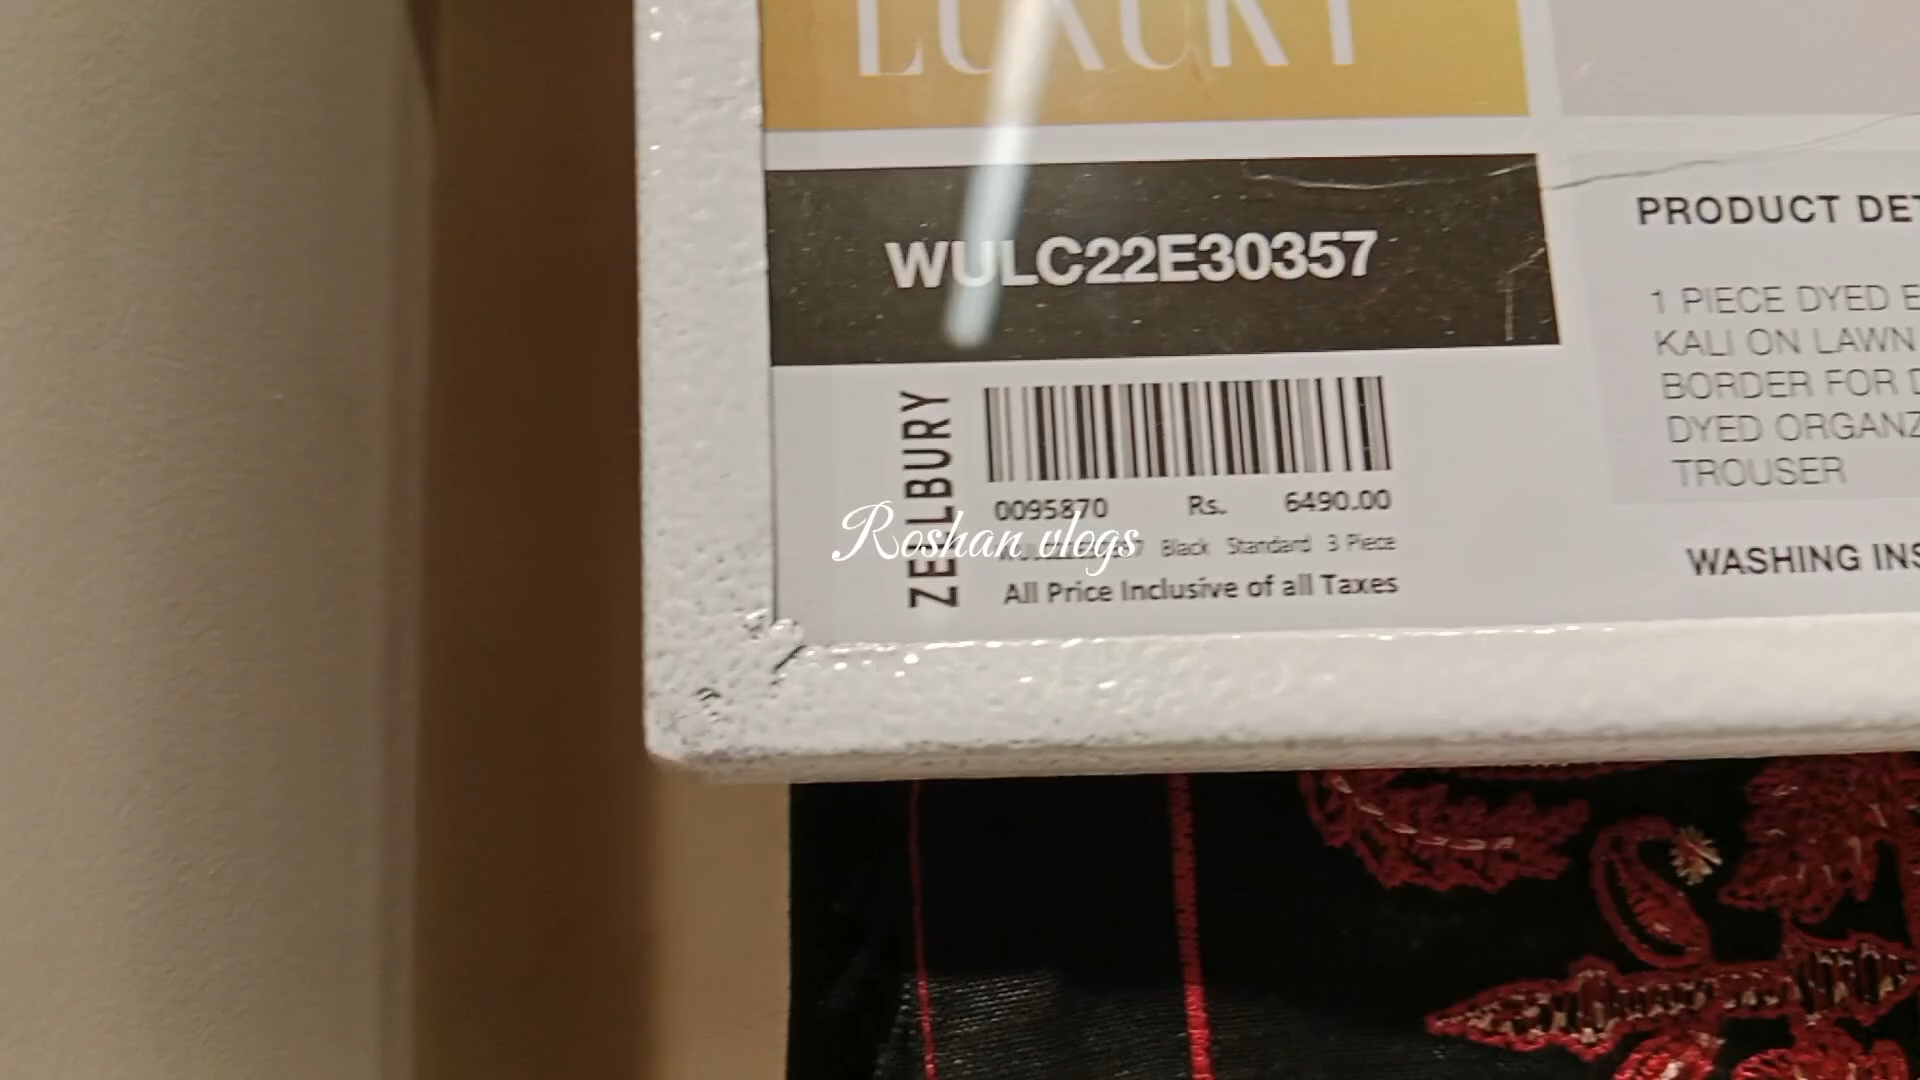 LUXURY
WULC22E30357
ZELLBURY
0095870 Rs. 6490.00
Black Standard 3 Piece
All Price Inclusive of all Taxes
Roshan vlogs
PRODUCT DET
1 PIECE DYED E
KALI ON LAWN
BORDER FOR D
DYED ORGANZ
TROUSER
WASHING INS